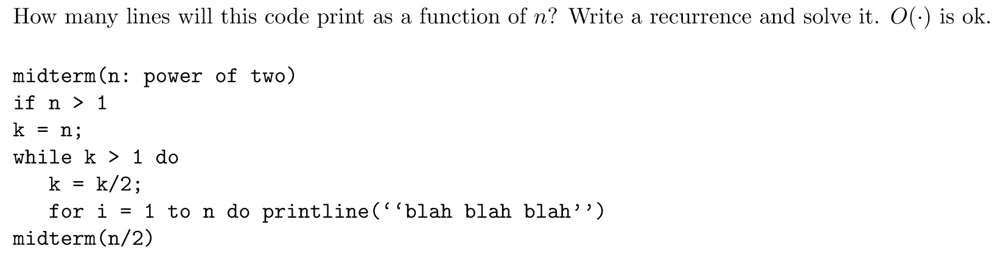 How many lines will this code print as a function of n? Write a recurrence and solve it. O(·) is ok.
midterm(n: power of two)
if n > 1
k = n;
while k > 1 do
k = k/2;
for i = 1 to n do printline(‘‘blah blah blah’’)
midterm(n/2)